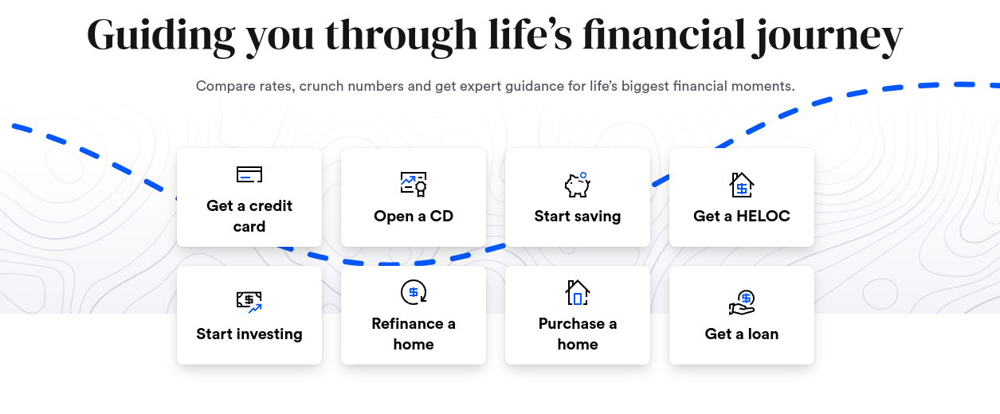 Guiding you through life’s financial journey
Compare rates, crunch numbers and get expert guidance for life’s biggest financial moments.
Get a credit
card
Open a CD
Start saving
Get a HELOC
Start investing
Refinance a
home
Purchase a
home
Get a loan